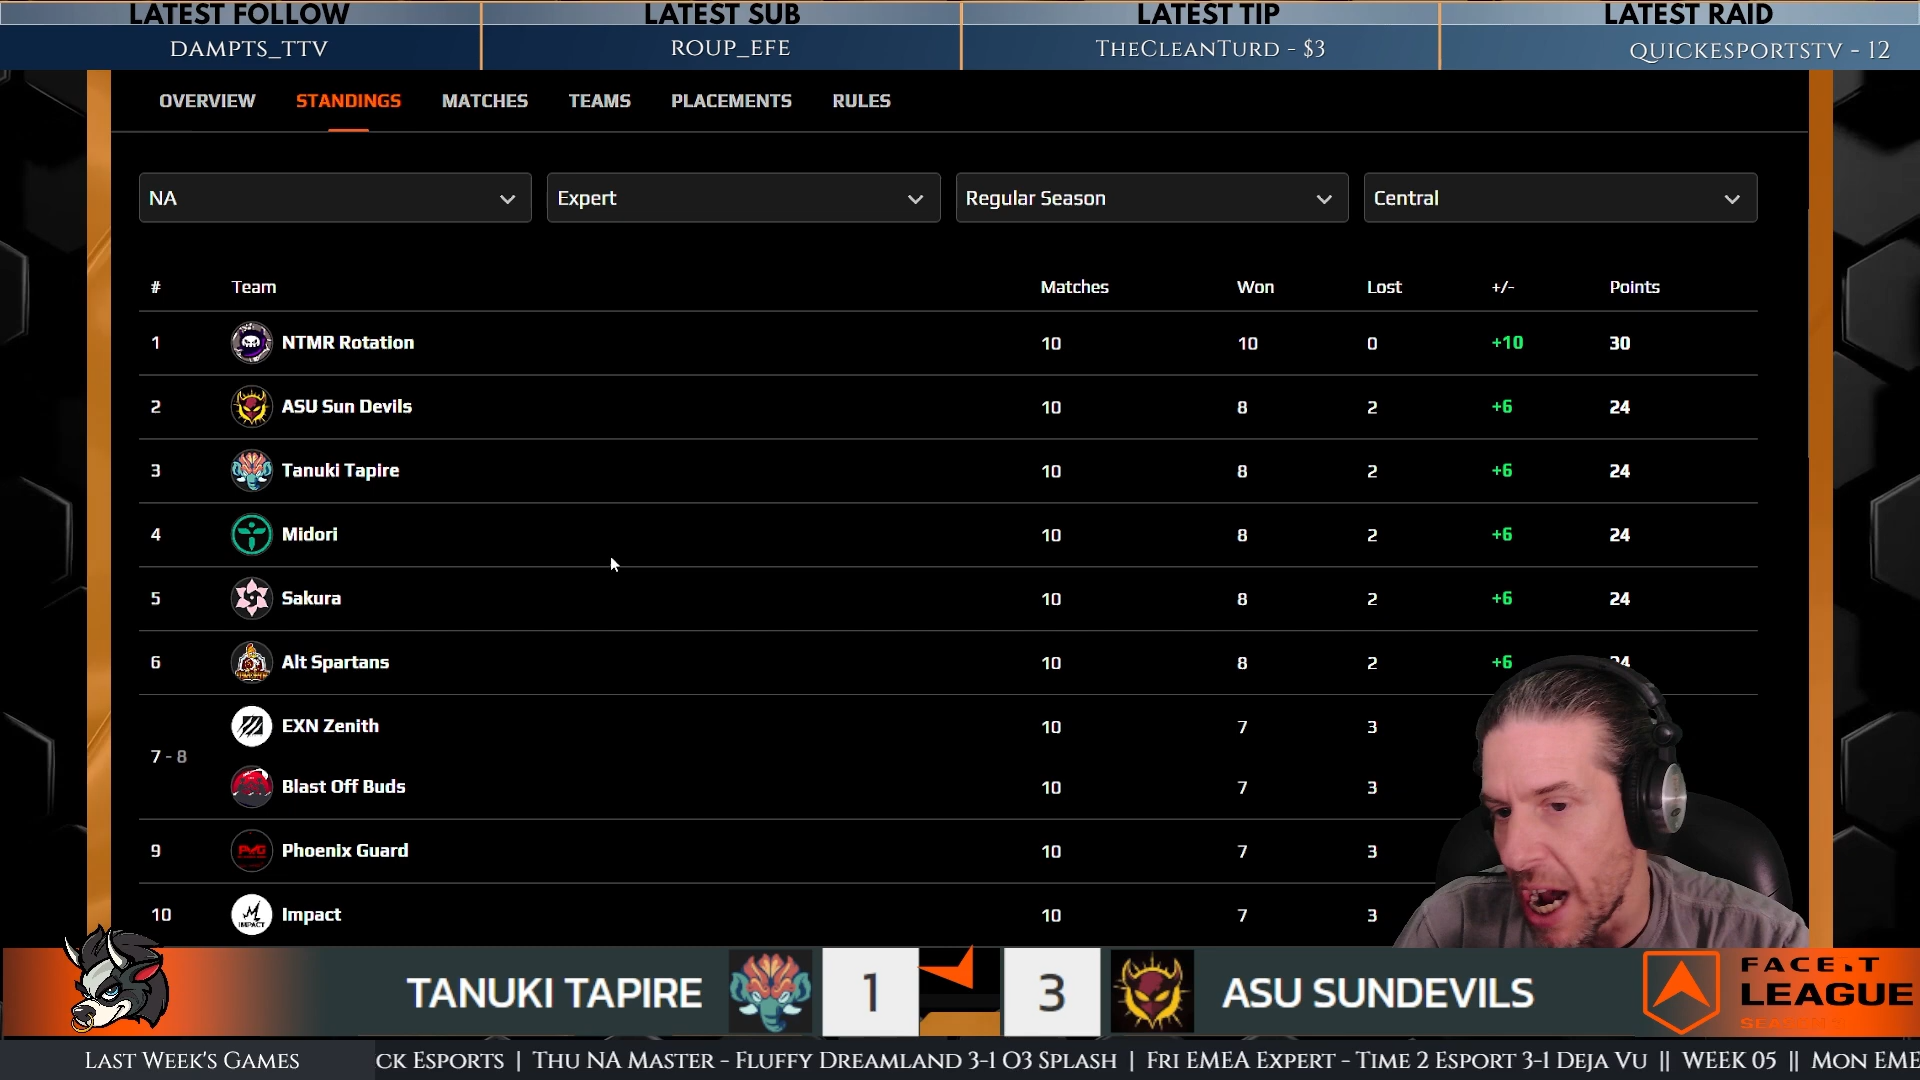 LATEST FOLLOW LATEST SUB LATEST TIP LATEST RAID
DAMPTS_TTV ROUP_EFE THECLEANTURD - $3 QUICKESPORTSTV - 12
OVERVIEW STANDINGS MATCHES TEAMS PLACEMENTS RULES
NA Expert Regular Season Central
# Team Matches Won Lost +/- Points
1 NTMR Rotation 10 10 0 +10 30
2 ASU Sun Devils 10 8 2 +6 24
3 Tanuki Tapire 10 8 2 +6 24
4 Midori 10 8 2 +6 24
5 Sakura 10 8 2 +6 24
6 Alt Spartans 10 8 2 +6 24
7 - 8
EXN Zenith 10 7 3
Blast Off Buds 10 7 3
9 Phoenix Guard 10 7 3
10 IMPACT Impact 10 7 3
TANUKI TAPIRE 1 3 ASU SUNDEVILS
FACEIT
LEAGUE
LAST WEEK'S GAMES CK ESPORTS | THU NA MASTER - FLUFFY DREAMLAND 3-1 O3 SPLASH | FRI EMEA EXPERT - TIME 2 ESPORT 3-1 DEJA VU || WEEK 05 || MON EME